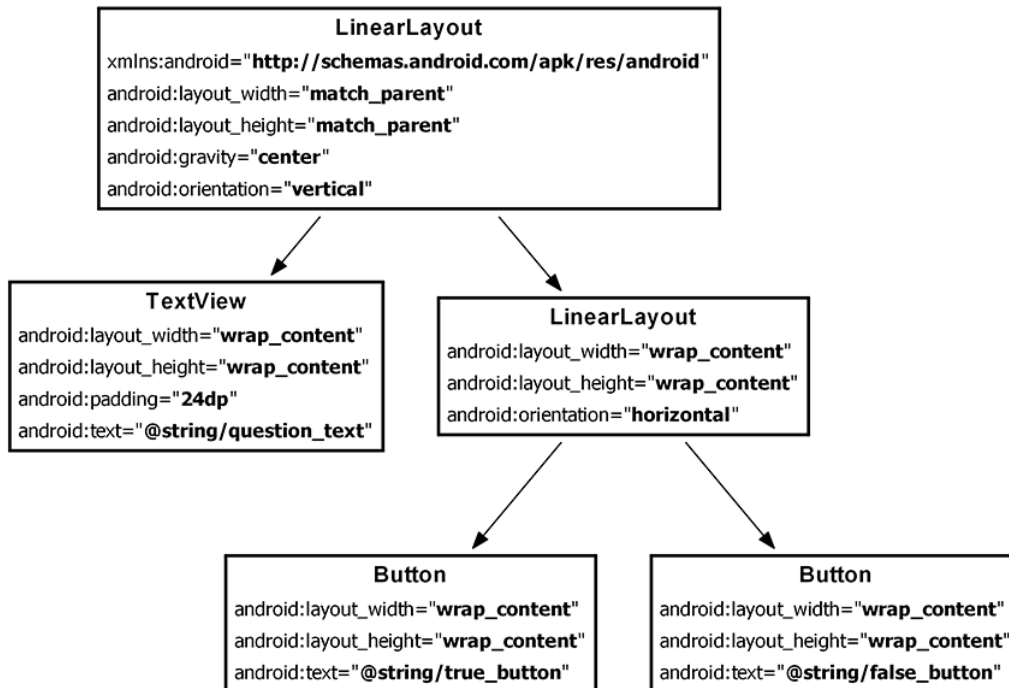 LinearLayout
xmlns:android="http://schemas.android.com/apk/res/android"
android:layout_width="match_parent"
android:layout_height="match_parent"
android:gravity="center"
android:orientation="vertical"
TextView
android:layout_width="wrap_content"
android:layout_height="wrap_content"
android:padding="24dp"
android:text="@string/question_text"
LinearLayout
android:layout_width="wrap_content"
android:layout_height="wrap_content"
android:orientation="horizontal"
Button
android:layout_width="wrap_content"
android:layout_height="wrap_content"
android:text="@string/true_button"
Button
android:layout_width="wrap_content"
android:layout_height="wrap_content"
android:text="@string/false_button"